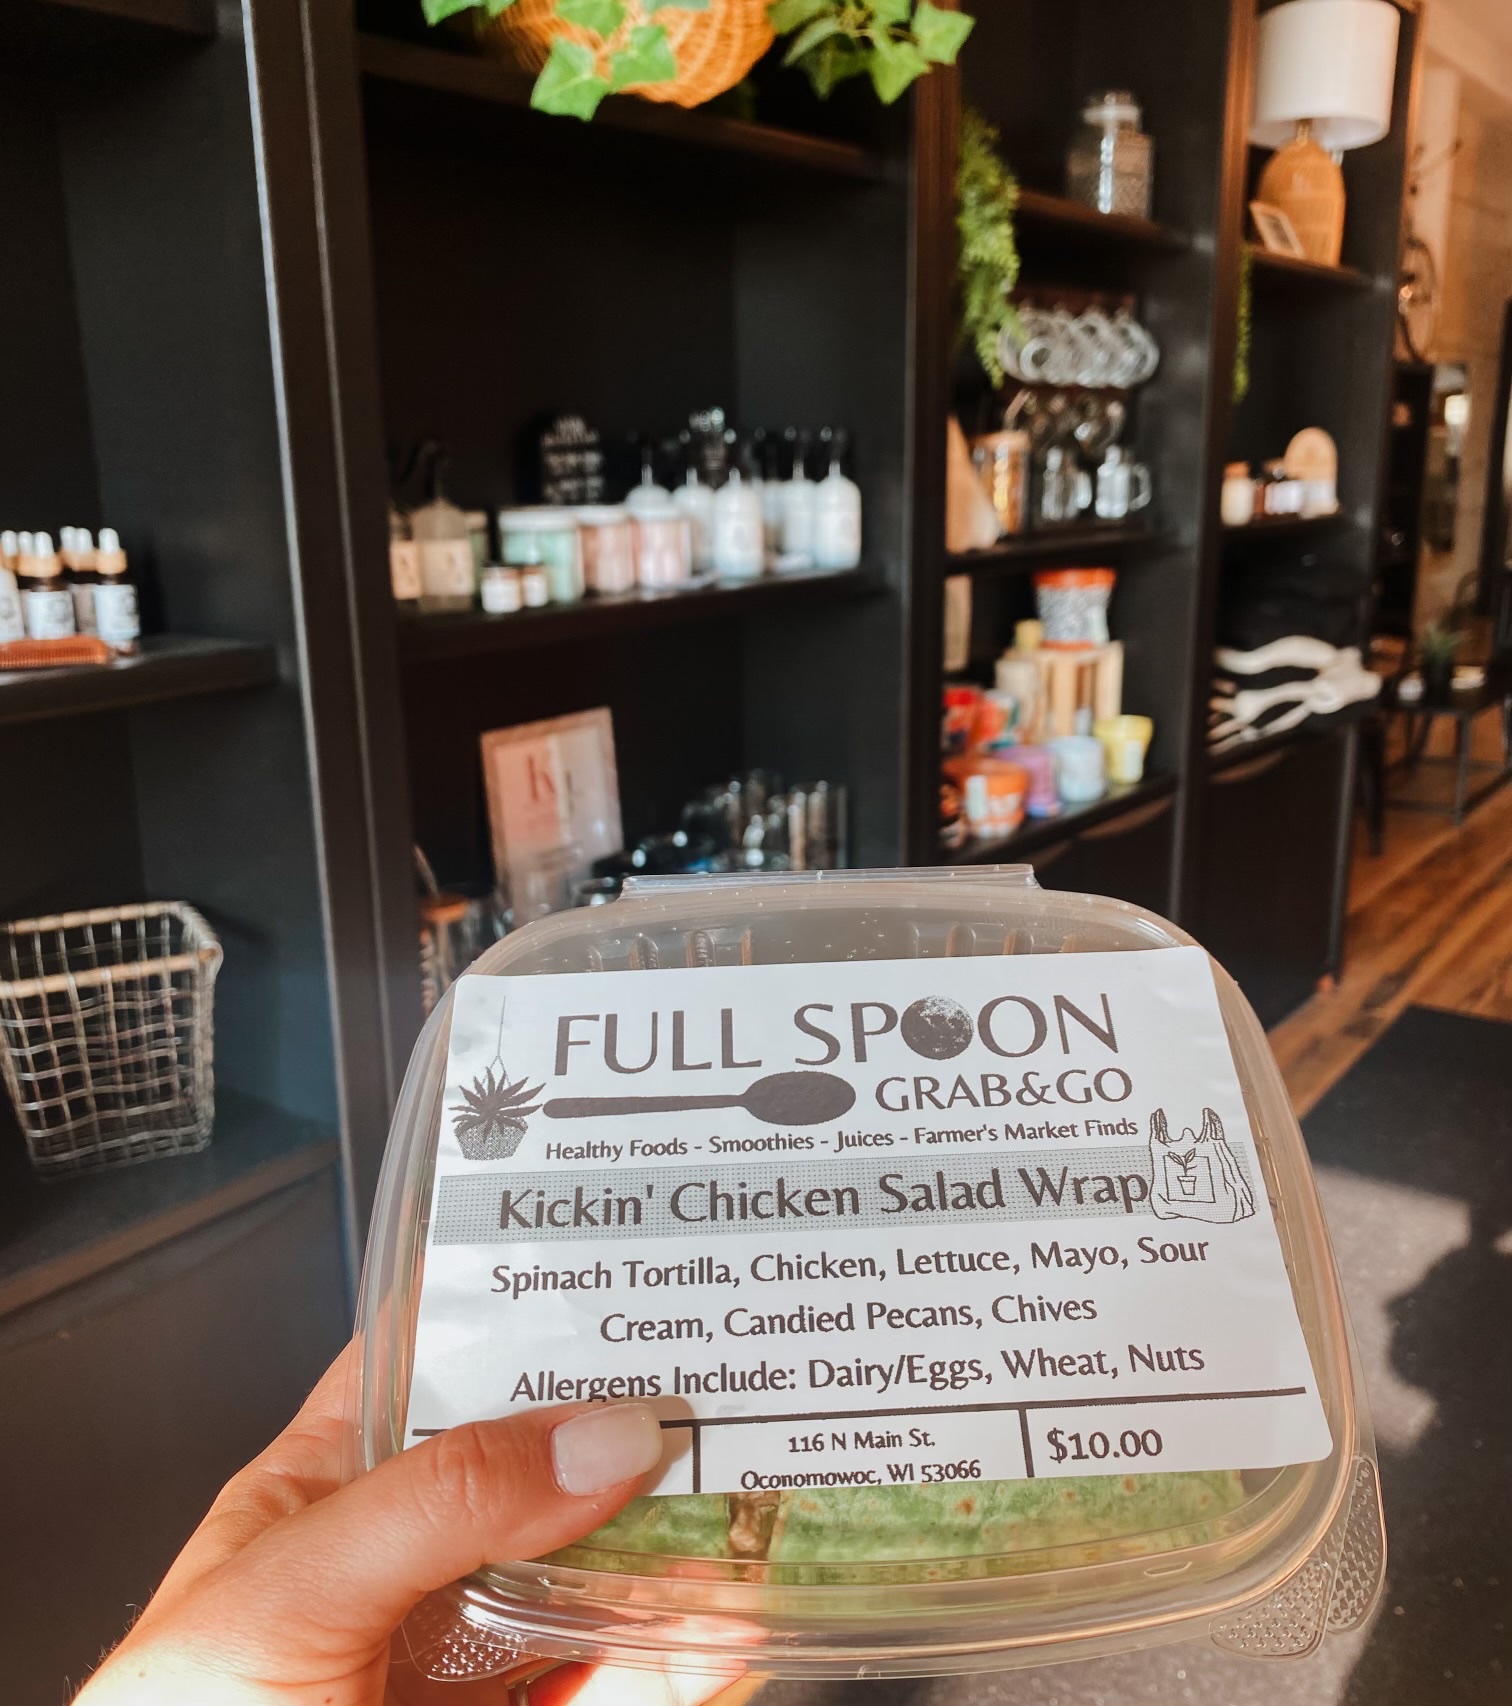 FULL SPOON
GRAB&GO
Healthy Foods - Smoothies - Juices - Farmer's Market Finds
Kickin' Chicken Salad Wrap
Spinach Tortilla, Chicken, Lettuce, Mayo, Sour
Cream, Candied Pecans, Chives
Allergens Include: Dairy/Eggs, Wheat, Nuts
116 N Main St.
Oconomowoc, WI 53066
$10.00